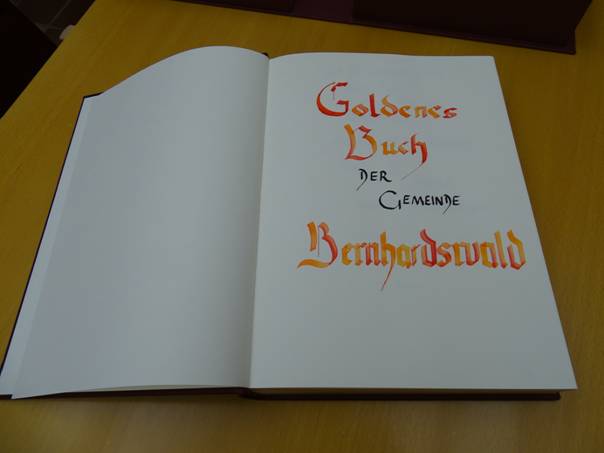 Goldenes
Buch
DER
GEMEINDE
Bernhardswald